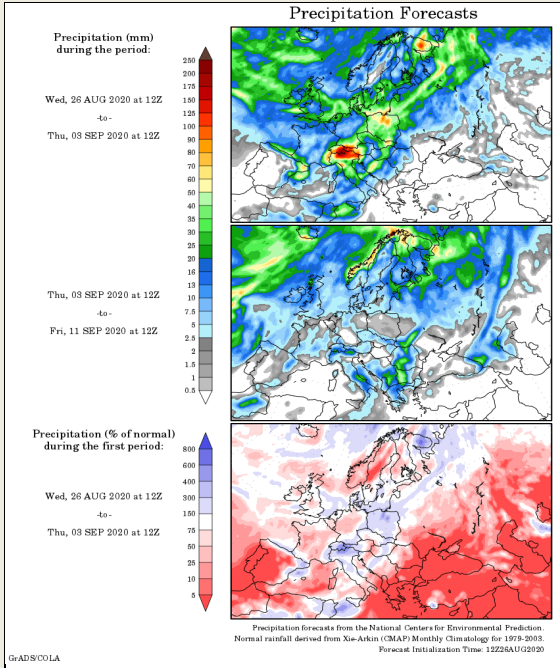 Precipitation Forecasts
Precipitation (mm)
during the period:
Wed, 26 AUG 2020 at 12Z
-to-
Thu, 03 SEP 2020 at 12Z
250
200
175
150
125
100
90
80
70
60
50
40
35
30
25
20
16
13
10
7.5
5
2.5
2
1.5
1
0.5
Thu, 03 SEP 2020 at 12Z
-to-
Fri, 11 SEP 2020 at 12Z
Precipitation (% of normal)
during the first period:
Wed, 26 AUG 2020 at 12Z
-to-
Thu, 03 SEP 2020 at 12Z
800
600
400
300
150
75
50
25
10
5
Precipitation forecasts from the National Centers for Environmental Prediction.
Normal rainfall derived from Xie-Arkin (CMAP) Monthly Climatology for 1979-2003.
Forecast Initialization Time: 12Z26AUG2020
GrADS/COLA